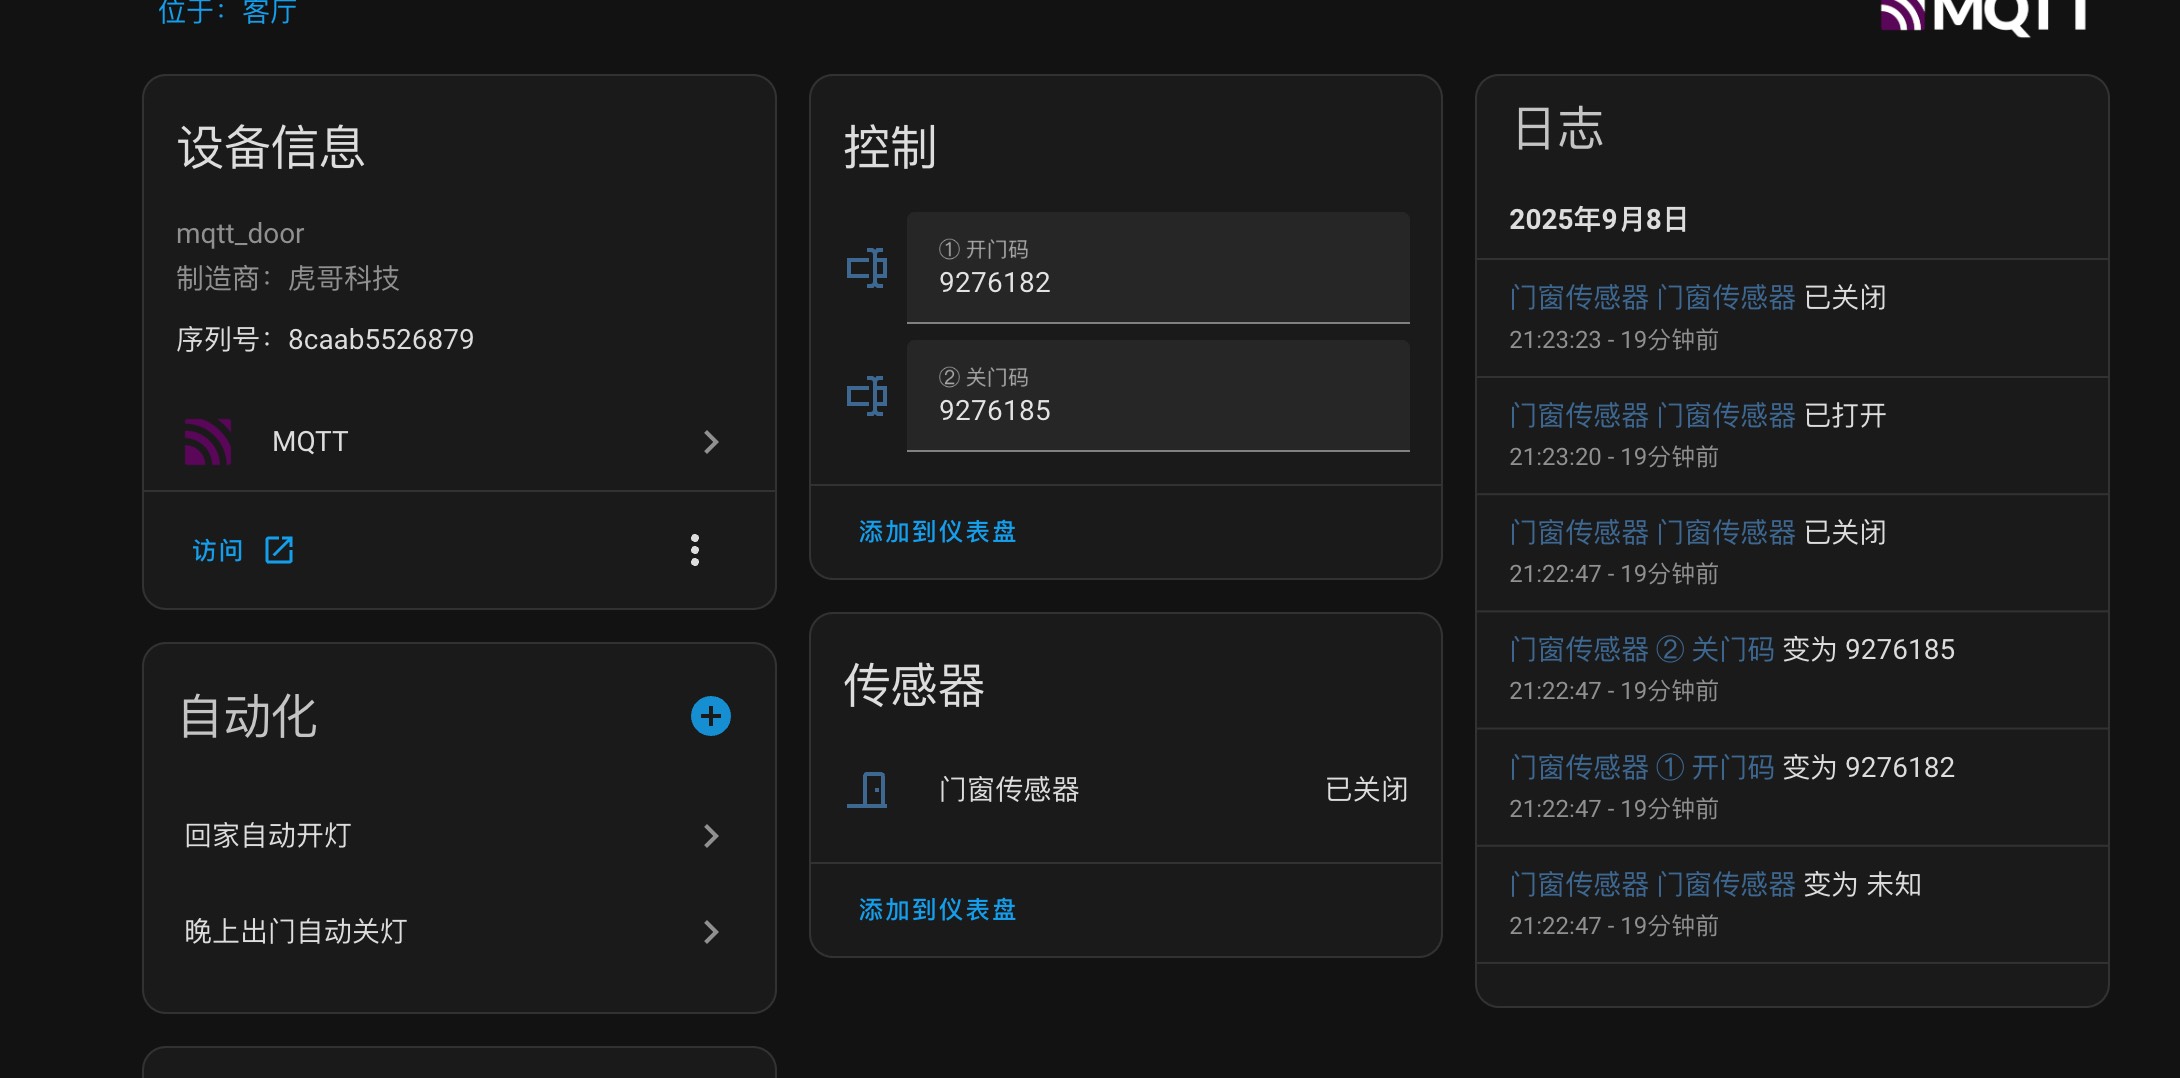 位于：客厅
MQTT
设备信息
mqtt_door
制造商：虎哥科技
序列号：8caab5526879
MQTT
访问
自动化
回家自动开灯
晚上出门自动关灯
控制
① 开门码
9276182
② 关门码
9276185
添加到仪表盘
传感器
门窗传感器 已关闭
添加到仪表盘
日志
2025年9月8日
门窗传感器 门窗传感器 已关闭
21:23:23 - 19分钟前
门窗传感器 门窗传感器 已打开
21:23:20 - 19分钟前
门窗传感器 门窗传感器 已关闭
21:22:47 - 19分钟前
门窗传感器 ② 关门码 变为 9276185
21:22:47 - 19分钟前
门窗传感器 ① 开门码 变为 9276182
21:22:47 - 19分钟前
门窗传感器 门窗传感器 变为 未知
21:22:47 - 19分钟前